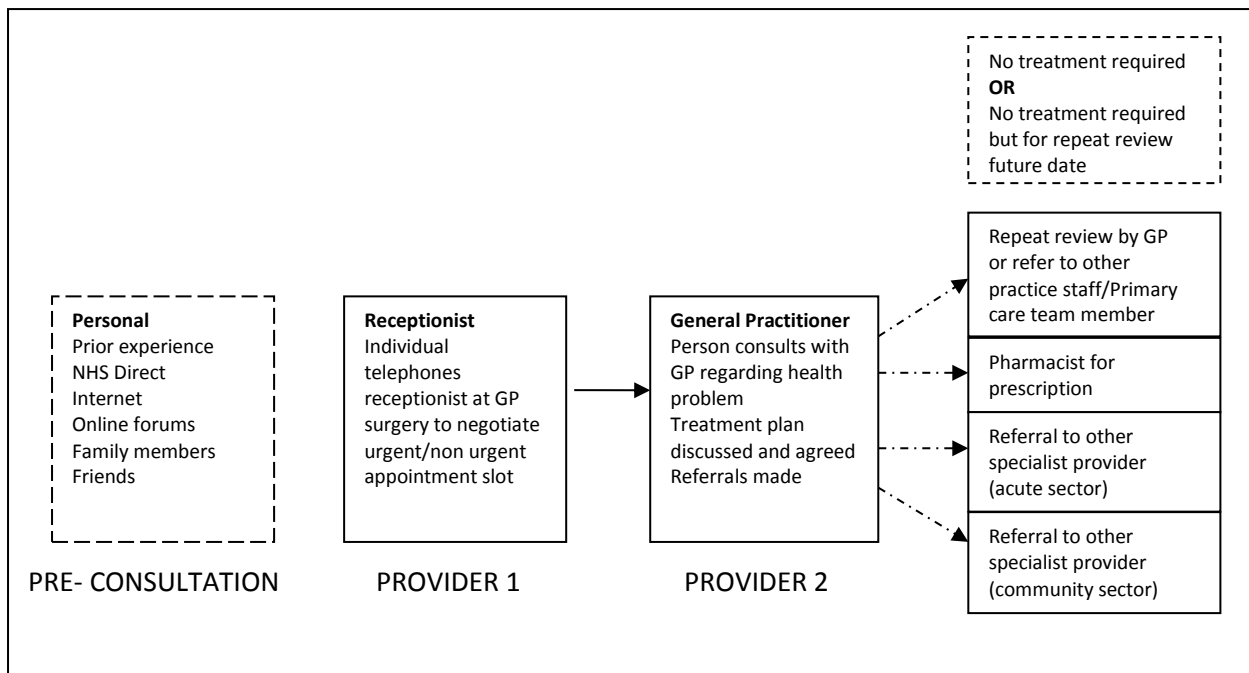 No treatment required
OR
No treatment required
but for repeat review
future date
Personal
Prior experience
NHS Direct
Internet
Online forums
Family members
Friends
PRE- CONSULTATION
Receptionist
Individual
telephones
receptionist at GP
surgery to negotiate
urgent/non urgent
appointment slot
PROVIDER 1
General Practitioner
Person consults with
GP regarding health
problem
Treatment plan
discussed and agreed
Referrals made
PROVIDER 2
Repeat review by GP
or refer to other
practice staff/Primary
care team member
Pharmacist for
prescription
Referral to other
specialist provider
(acute sector)
Referral to other
specialist provider
(community sector)